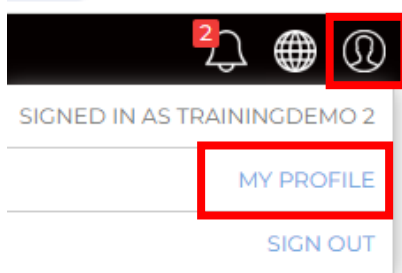 2
SIGNED IN AS TRAININGDEMO 2
MY PROFILE
SIGN OUT